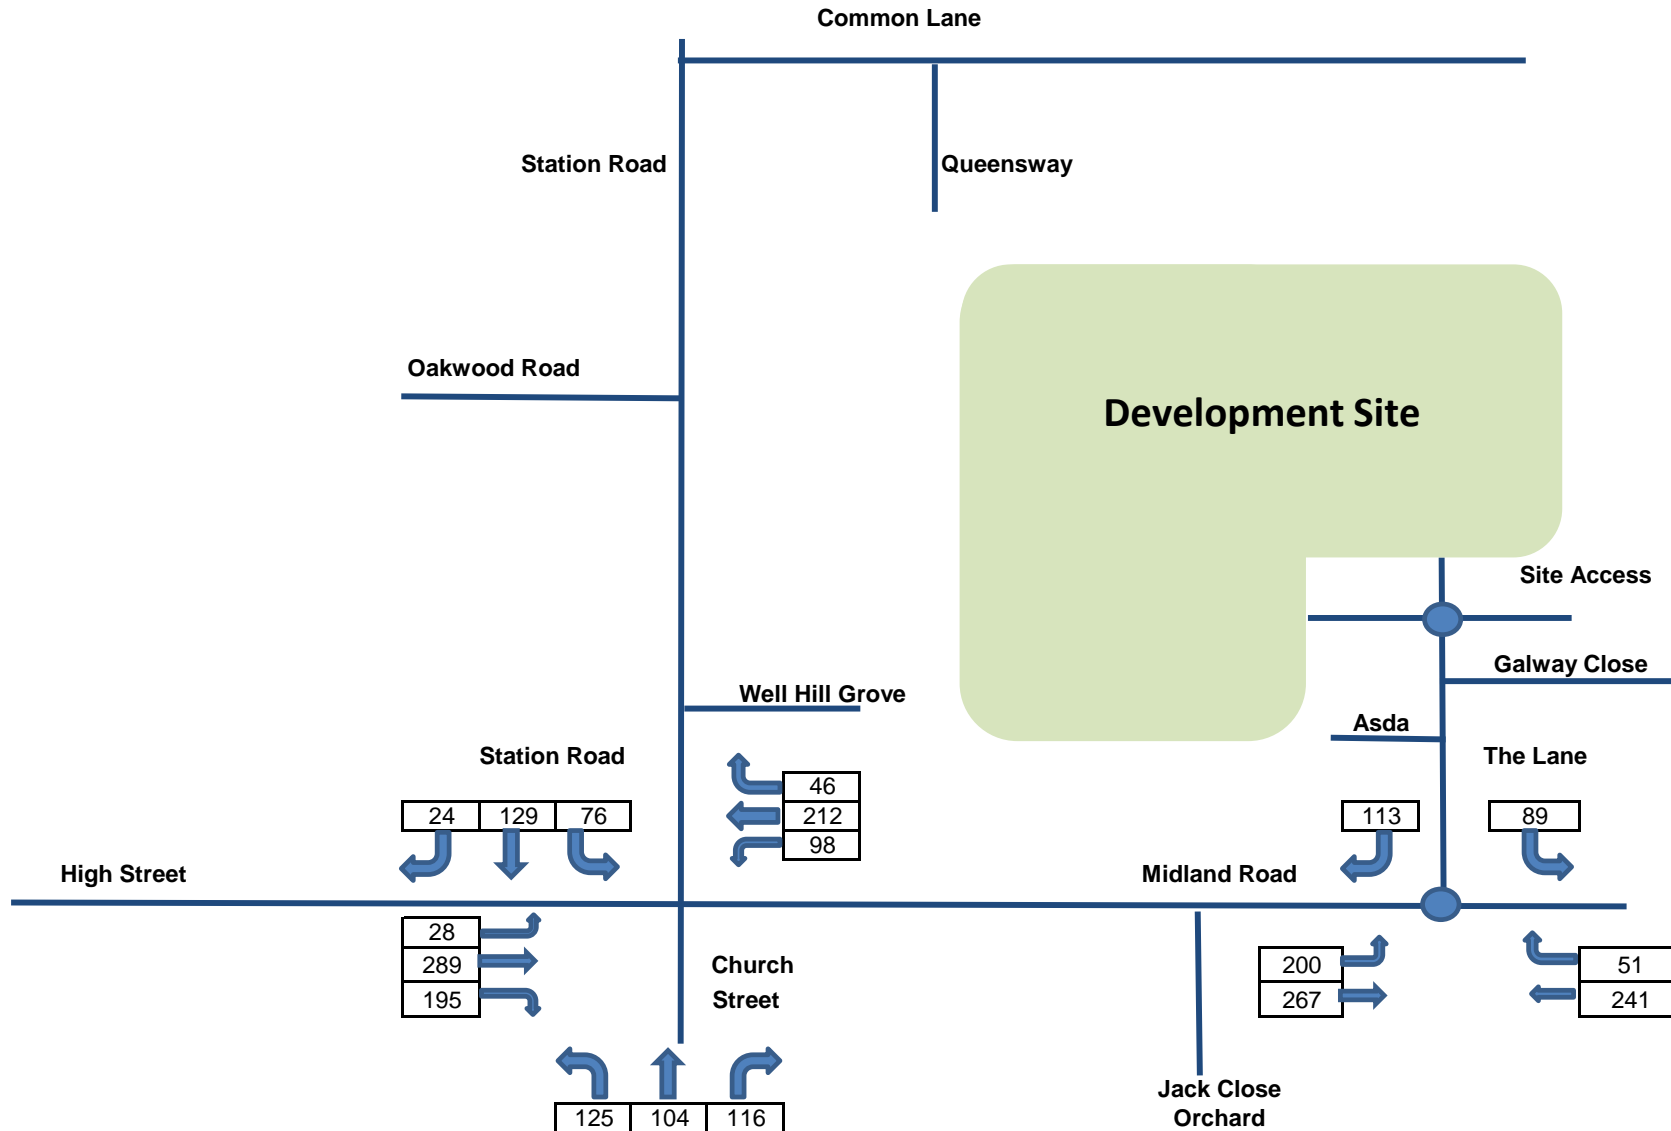 Common Lane
Station Road
Queensway
Oakwood Road
Development Site
Site Access
Galway Close
Well Hill Grove
Asda
Station Road
The Lane
46
212
98
24 129 76
113
89
High Street
Midland Road
28
289
195
Church
Street
200
267
51
241
Jack Close
Orchard
125 104 116